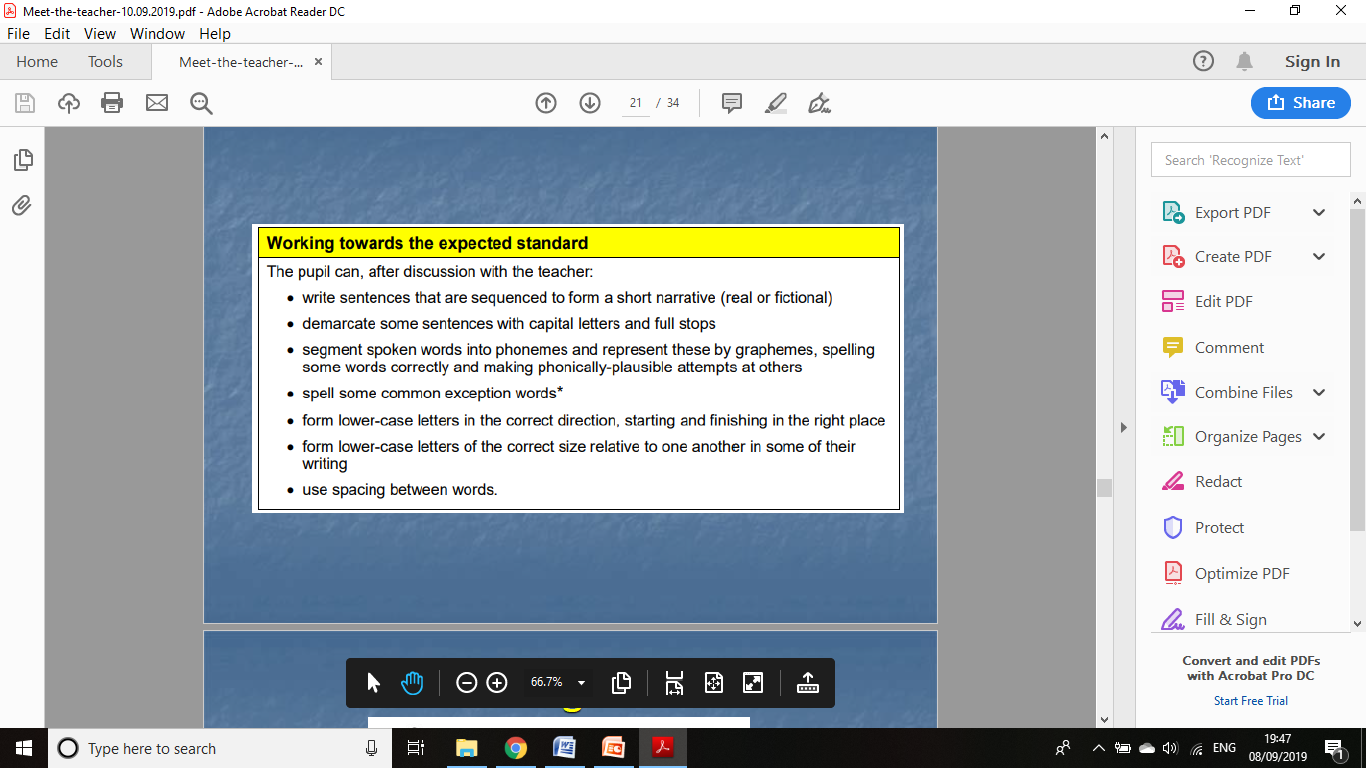 Meet-the-teacher-10.09.2019.pdf - Adobe Acrobat Reader DC
File Edit View Window Help
Home Tools Meet-the-teacher-... × Sign In
21 / 34 Share
Search 'Recognize Text'
Export PDF
Create PDF
Edit PDF
Comment
Combine Files
Organize Pages
Redact
Protect
Optimize PDF
Fill & Sign
Convert and edit PDFs
with Acrobat Pro DC
Start Free Trial
Working towards the expected standard
The pupil can, after discussion with the teacher:
• write sentences that are sequenced to form a short narrative (real or fictional)
• demarcate some sentences with capital letters and full stops
• segment spoken words into phonemes and represent these by graphemes, spelling
some words correctly and making phonically-plausible attempts at others
• spell some common exception words*
• form lower-case letters in the correct direction, starting and finishing in the right place
• form lower-case letters of the correct size relative to one another in some of their
writing
• use spacing between words.
66.7%
Type here to search
ENG
19:47
08/09/2019
1